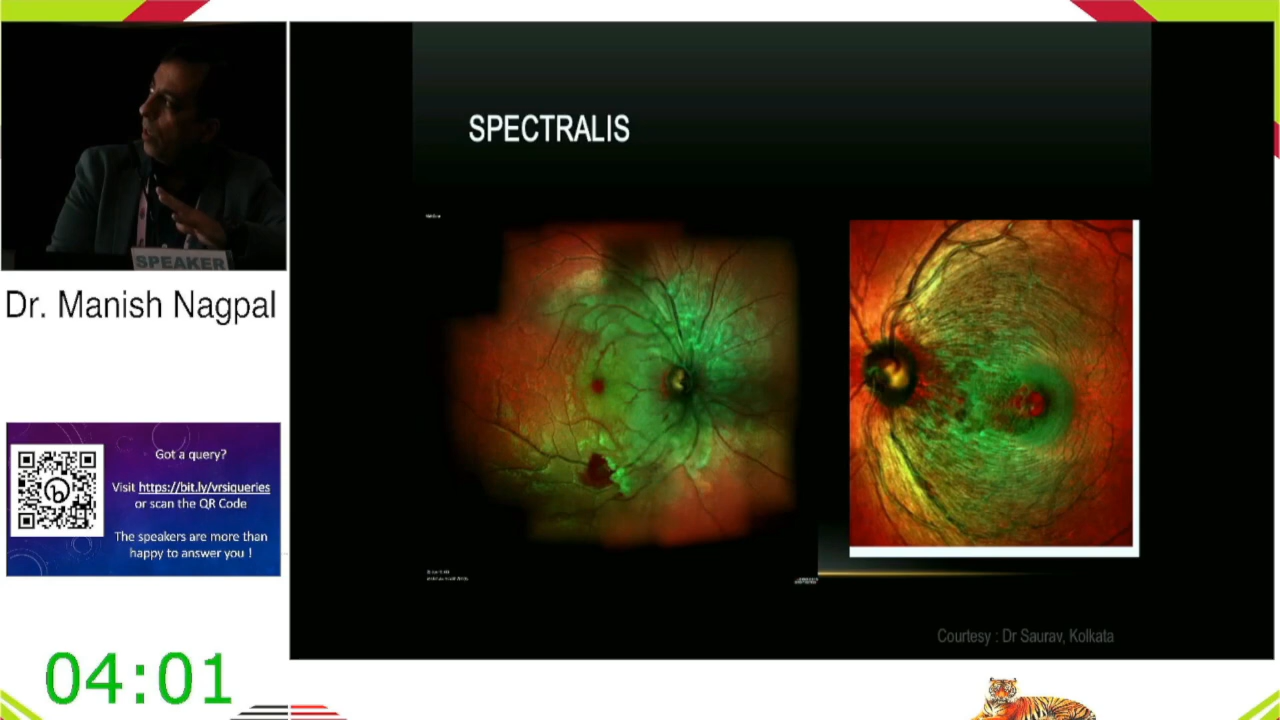 SPECTRALIS
SPEAKER
Dr. Manish Nagpal
Got a query?
Visit https://bit.ly/vrsiqueries
or scan the QR Code
The speakers are more than
happy to answer you !
Courtesy : Dr Saurav, Kolkata
04:01